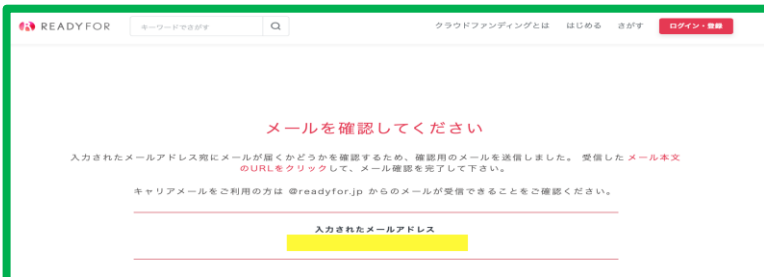 READYFOR キーワードでさがす クラウドファンディングとは はじめる さがす ログイン・登録
メールを確認してください
入力されたメールアドレス宛にメールが届くかどうかを確認するため、確認用のメールを送信しました。 受信した メール本文
のURLをクリックして、メール確認を完了して下さい。
キャリアメールをご利用の方は @readyfor.jp からのメールが受信できることをご確認ください。
入力されたメールアドレス